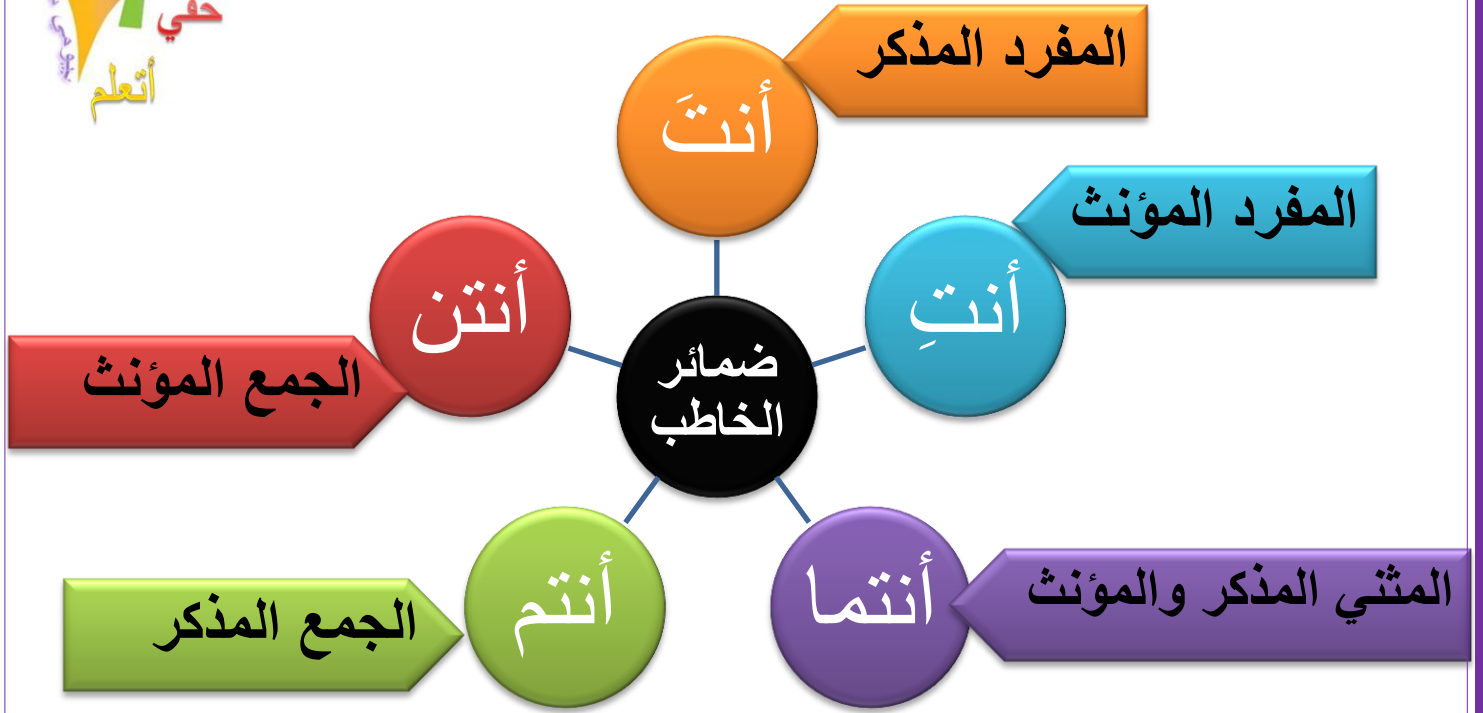 حقي
أتعلم
المفرد المذكر
أنتَ
المفرد المؤنث
أنتِ
أنتن
الجمع المؤنث
ضمائر
الخاطب
المثني المذكر والمؤنث
أنتما
أنتم
الجمع المذكر